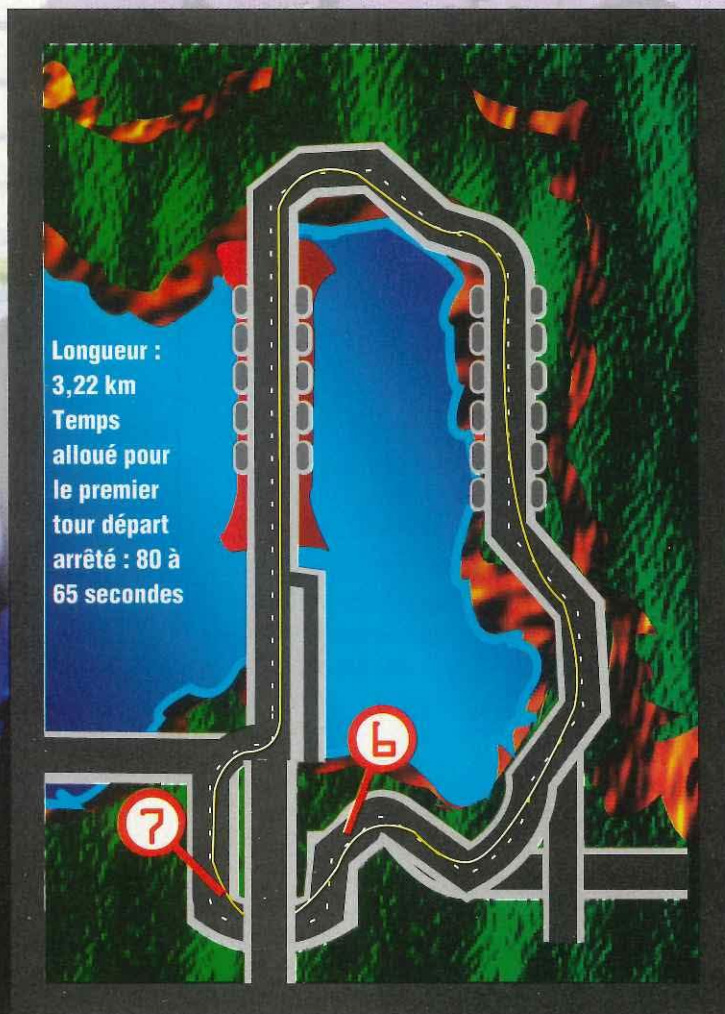 Longueur :
3,22 km
Temps
alloué pour
le premier
tour départ
arrêté : 80 à
65 secondes
6
7